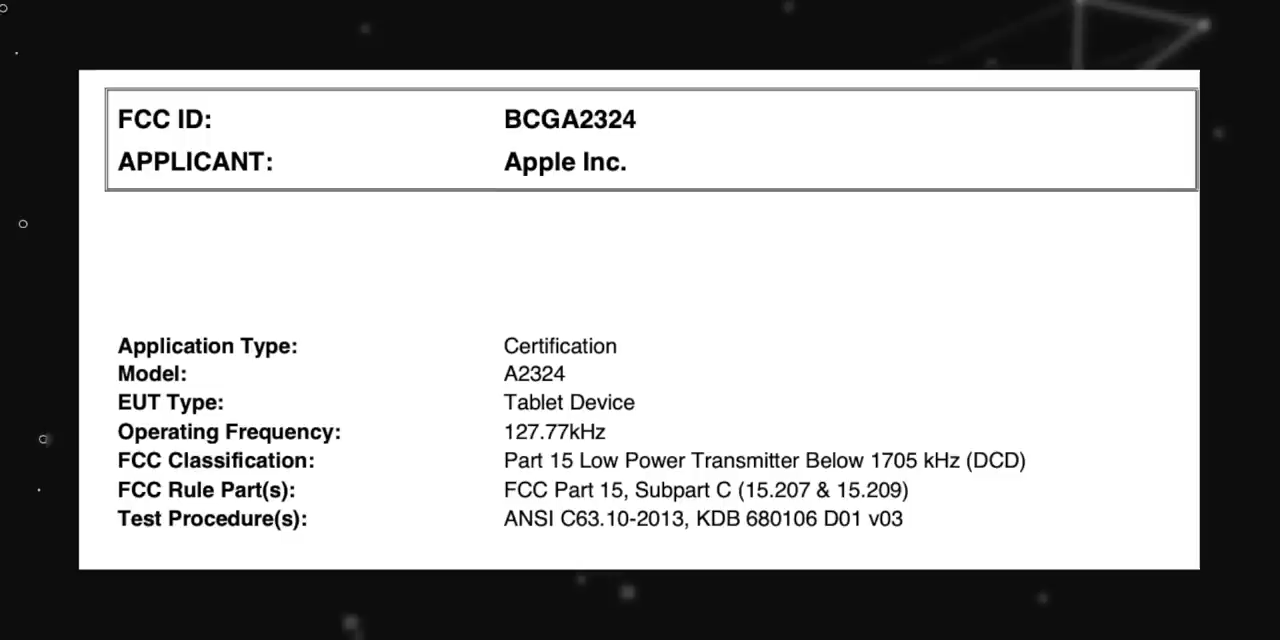 FCC ID: BCGA2324
APPLICANT: Apple Inc.
Application Type: Certification
Model: A2324
EUT Type: Tablet Device
Operating Frequency: 127.77kHz
FCC Classification: Part 15 Low Power Transmitter Below 1705 kHz (DCD)
FCC Rule Part(s): FCC Part 15, Subpart C (15.207 & 15.209)
Test Procedure(s): ANSI C63.10-2013, KDB 680106 D01 v03